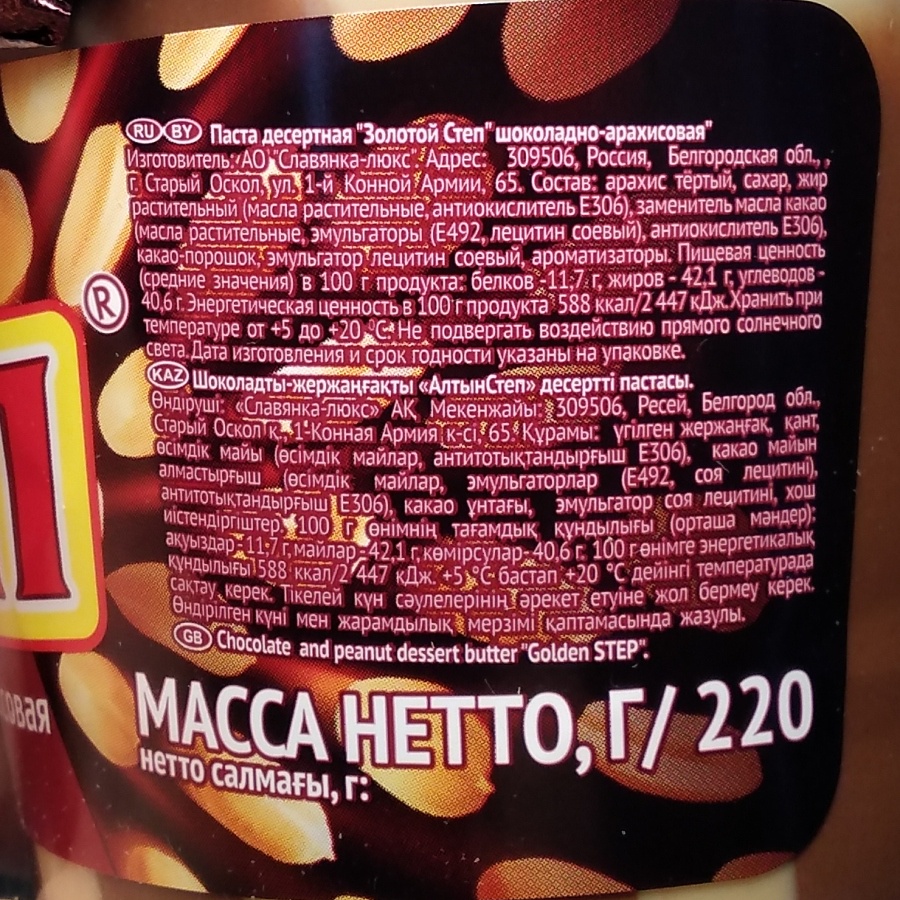 RU BY Паста десертная "Золотой Степ" шоколадно-арахисовая"
Изготовитель: АО "Славянка-люкс". Адрес: 309506, Россия, Белгородская обл., ,
г. Старый Оскол, ул. 1-й Конной Армии, 65. Состав: арахис тёртый, сахар, жир
растительный (масла растительные, антиокислитель Е306), заменитель масла какао
(масла растительные, эмульгаторы (Е492, лецитин соевый), антиокислитель Е306),
какао-порошок, эмульгатор лецитин соевый, ароматизаторы. Пищевая ценность
(средние значения) в 100 г продукта: белков -11,7 г, жиров - 42,1 г, углеводов -
40,6 г. Энергетическая ценность в 100 г продукта 588 ккал/2 447 кДж. Хранить при
температуре от +5 до +20 °С. Не подвергать воздействию прямого солнечного
света. Дата изготовления и срок годности указаны на упаковке.
KAZ Шоколадты-жержаңғақты «АлтынСтеп» десертті пастасы.
Өндіруші: «Славянка-люкс» АҚ Мекенжайы: 309506, Ресей, Белгород обл.,
Старый Оскол қ., 1-Конная Армия к-сі, 65. Құрамы: үгілген жержаңғақ, қант,
өсімдік майы (өсімдік майлар, антитотықтандырғыш Е306), какао майын
алмастырғыш (өсімдік майлар, эмульгаторлар (Е492, соя лецитині),
антитотықтандырғыш Е306), какао ұнтағы, эмульгатор соя лецитині, хош
иістендіргіштер. 100 г өнімнің тағамдық құндылығы (орташа мәндер):
ақуыздар - 11,7 г, майлар - 42,1 г, көмірсулар - 40,6 г. 100 г өнімге энергетикалық
құндылығы 588 ккал/2 447 кДж. +5 °С бастап +20 °С дейінгі температурада
сақтау керек. Тікелей күн сәулелерінің әрекет етуіне жол бермеу керек.
Өндірілген күні мен жарамдылық мерзімі қаптамасында жазулы.
GB Chocolate and peanut dessert butter "Golden STEP".
МАССА НЕТТО, Г/ 220
нетто салмағы, г:
®
п
овая